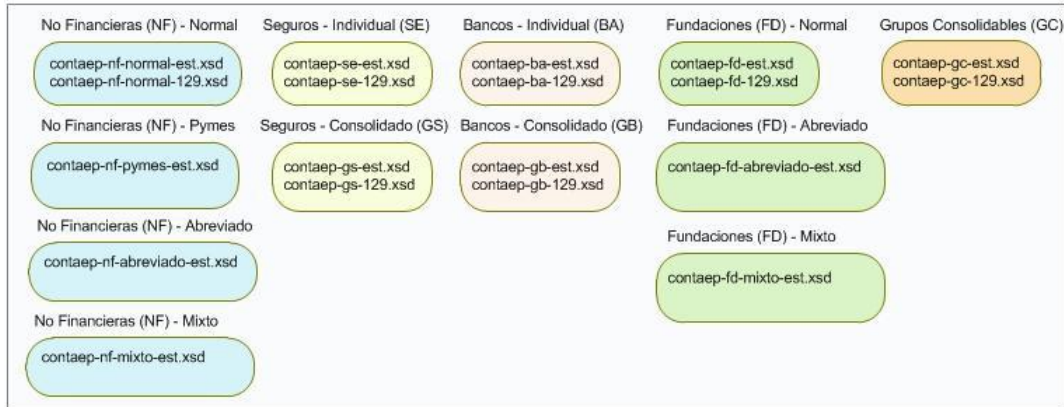 No Financieras (NF) - Normal
contaep-nf-normal-est.xsd
contaep-nf-normal-129.xsd
Seguros - Individual (SE)
contaep-se-est.xsd
contaep-se-129.xsd
Bancos - Individual (BA)
contaep-ba-est.xsd
contaep-ba-129.xsd
Fundaciones (FD) - Normal
contaep-fd-est.xsd
contaep-fd-129.xsd
Grupos Consolidables (GC)
contaep-gc-est.xsd
contaep-gc-129.xsd
No Financieras (NF) - Pymes
contaep-nf-pymes-est.xsd
Seguros - Consolidado (GS)
contaep-gs-est.xsd
contaep-gs-129.xsd
Bancos - Consolidado (GB)
contaep-gb-est.xsd
contaep-gb-129.xsd
Fundaciones (FD) - Abreviado
contaep-fd-abreviado-est.xsd
No Financieras (NF) - Abreviado
contaep-nf-abreviado-est.xsd
Fundaciones (FD) - Mixto
contaep-fd-mixto-est.xsd
No Financieras (NF) - Mixto
contaep-nf-mixto-est.xsd